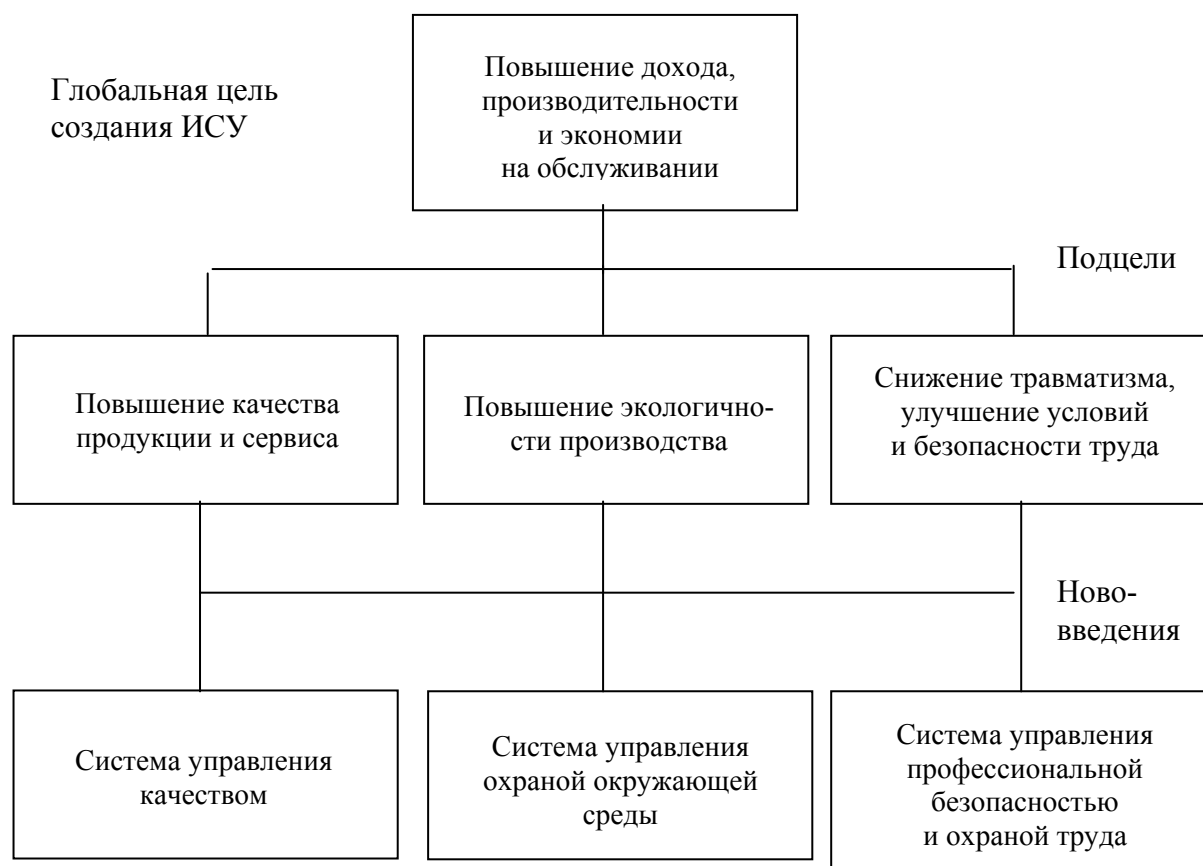 Глобальная цель
создания ИСУ
Повышение дохода,
производительности
и экономии
на обслуживании
Подцели
Повышение качества
продукции и сервиса
Повышение экологично-
сти производства
Снижение травматизма,
улучшение условий
и безопасности труда
Ново-
введения
Система управления
качеством
Система управления
охраной окружающей
среды
Система управления
профессиональной
безопасностью
и охраной труда